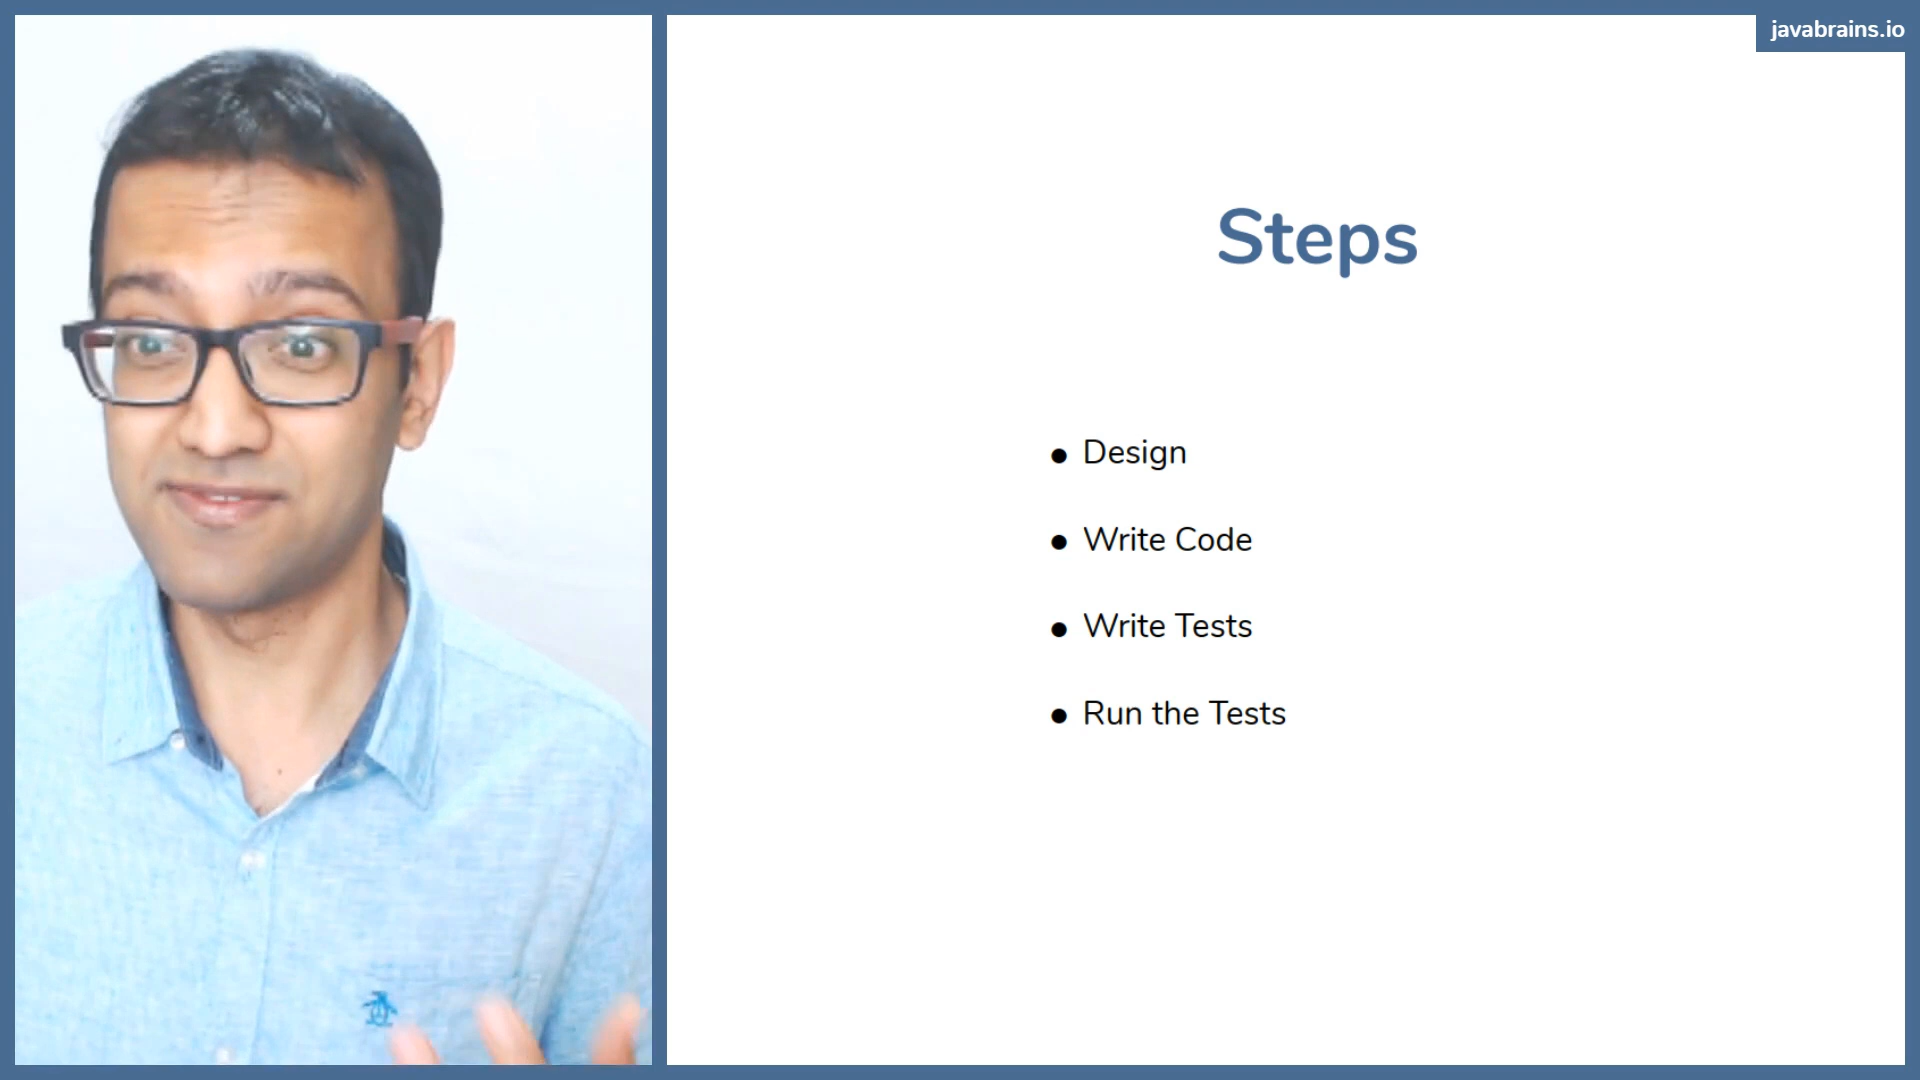 javabrains.io
Steps
● Design
● Write Code
● Write Tests
● Run the Tests